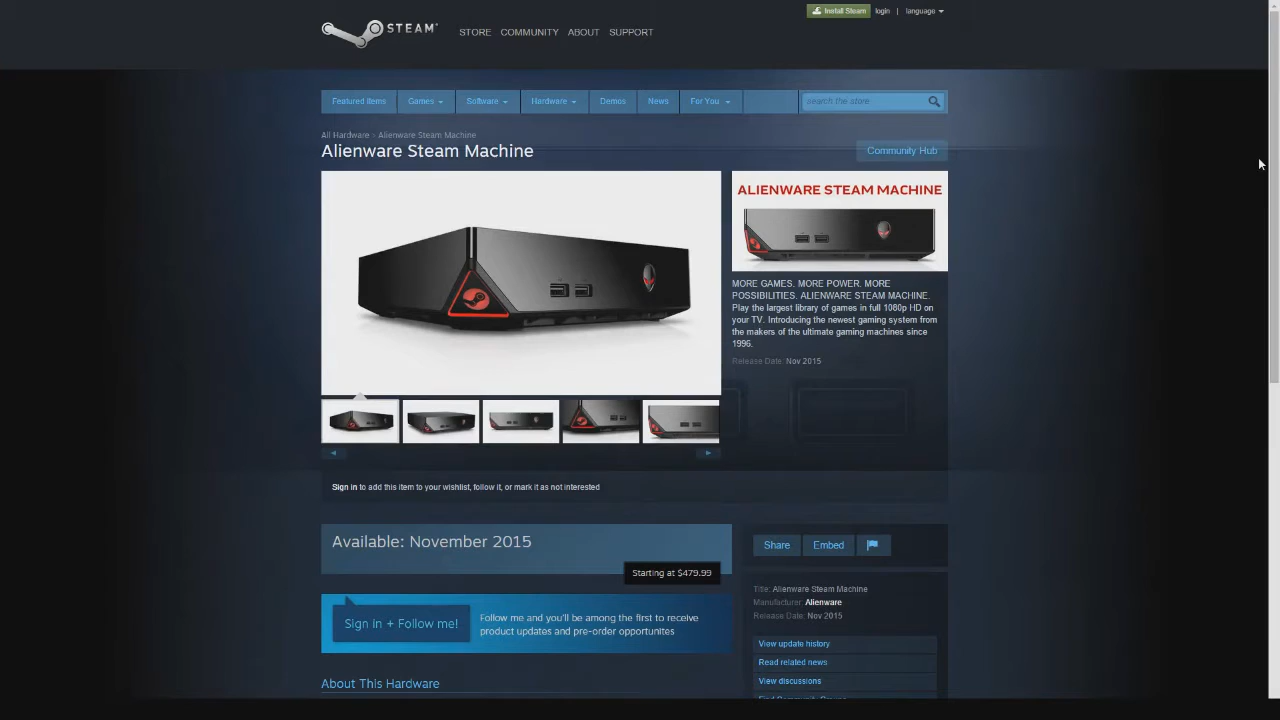 Install Steam login | language
STEAM
STORE COMMUNITY ABOUT SUPPORT
Featured Items Games Software Hardware Demos News For You search the store
All Hardware > Alienware Steam Machine
Alienware Steam Machine
Community Hub
ALIENWARE STEAM MACHINE
MORE GAMES. MORE POWER. MORE
POSSIBILITIES. ALIENWARE STEAM MACHINE.
Play the largest library of games in full 1080p HD on
your TV. Introducing the newest gaming system from
the makers of the ultimate gaming machines since
1996.
Release Date: Nov 2015
Sign in to add this item to your wishlist, follow it, or mark it as not interested
Available: November 2015
Starting at $479.99
Share Embed
Sign in + Follow me!
Follow me and you'll be among the first to receive
product updates and pre-order opportunites
Title: Alienware Steam Machine
Manufacturer: Alienware
Release Date: Nov 2015
View update history
Read related news
View discussions
About This Hardware